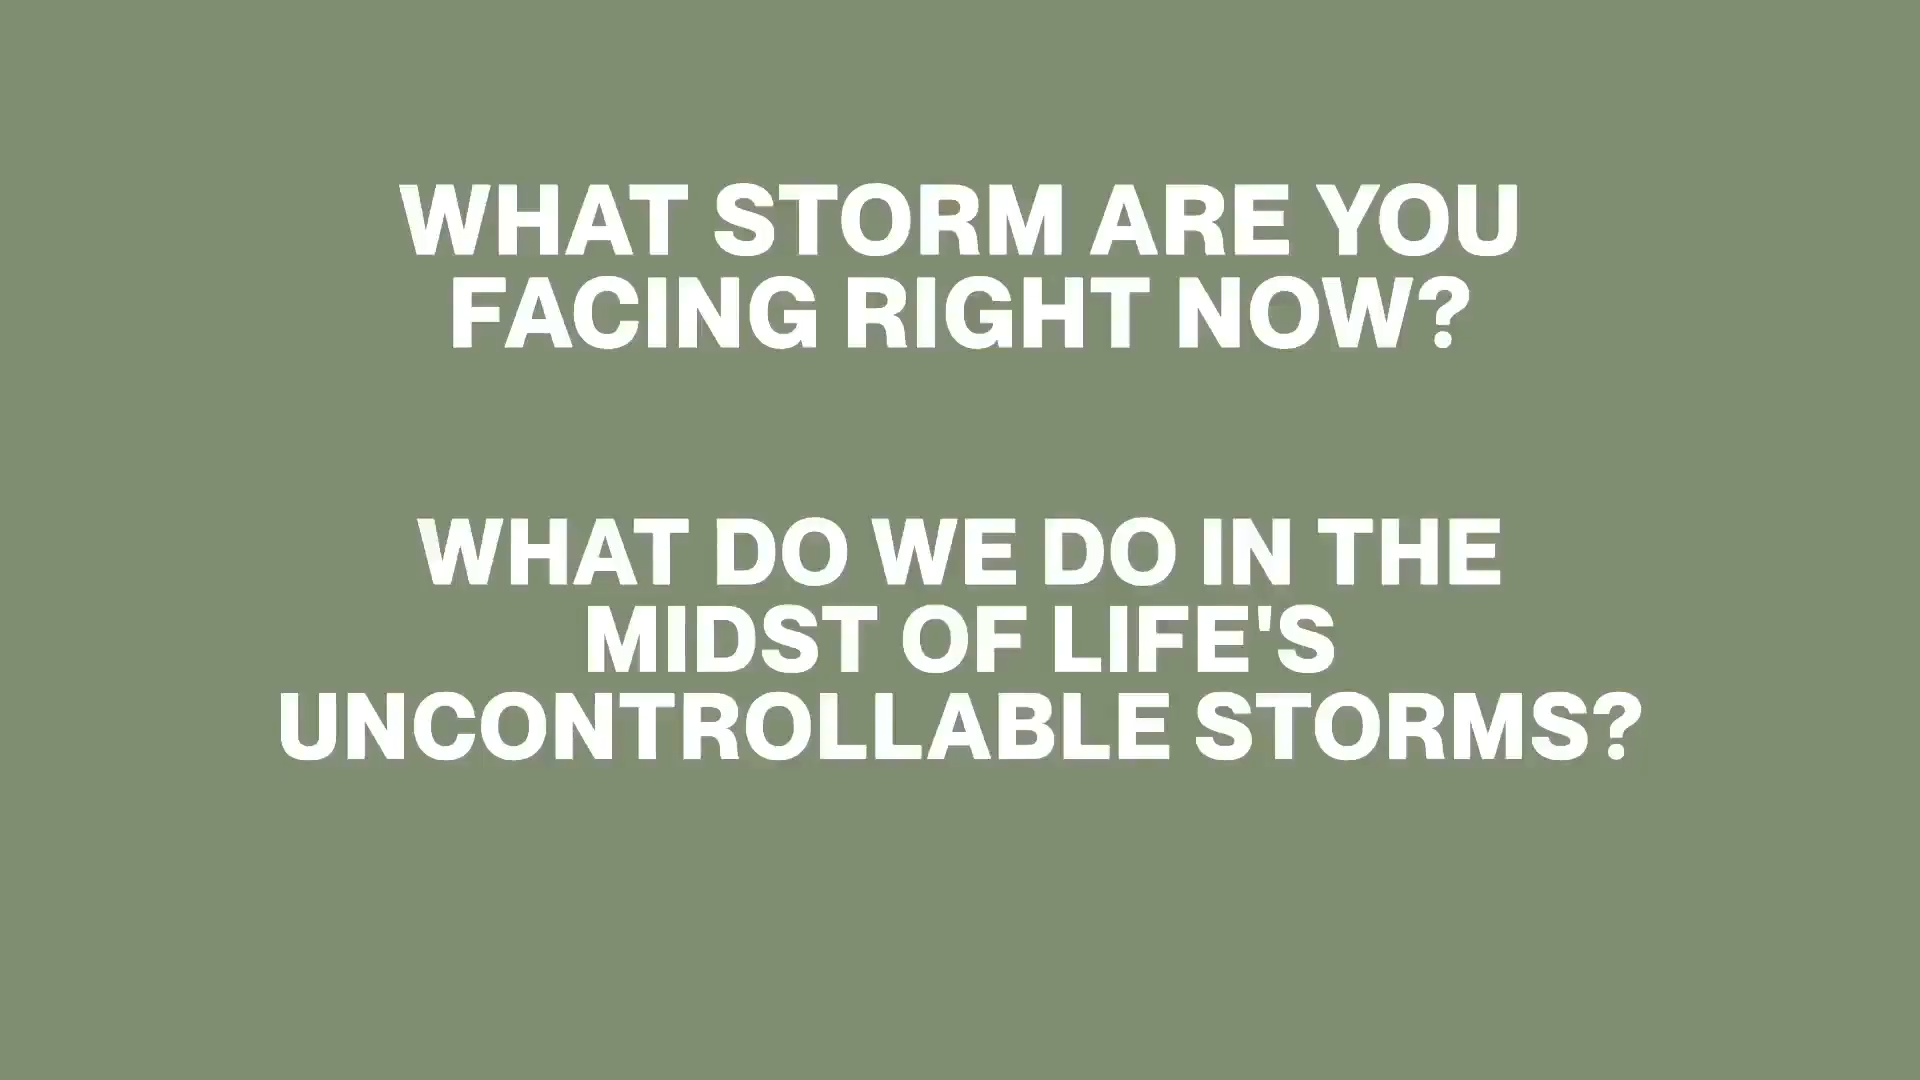 WHAT STORM ARE YOU
FACING RIGHT NOW?
WHAT DO WE DO IN THE
MIDST OF LIFE'S
UNCONTROLLABLE STORMS?